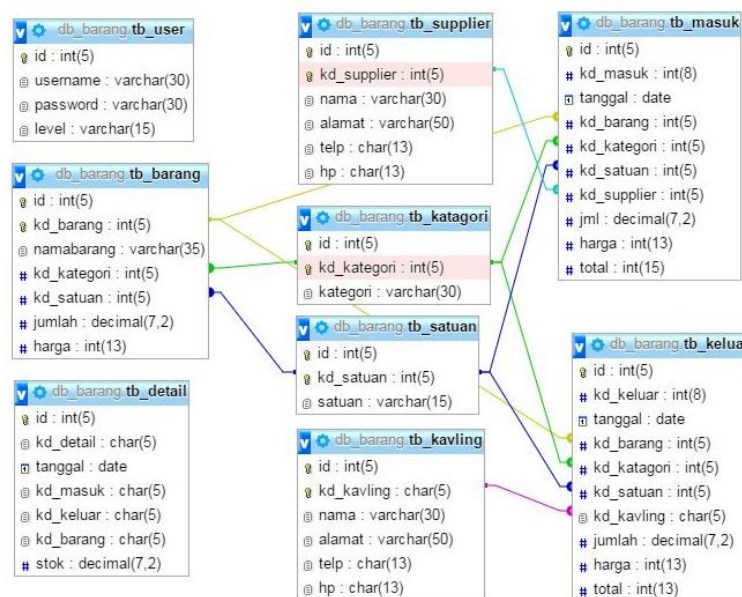 db_barang.tb_user
id : int(5)
username : varchar(30)
password : varchar(30)
level : varchar(15)
db_barang.tb_supplier
id : int(5)
kd_supplier : int(5)
nama : varchar(30)
alamat : varchar(50)
telp : char(13)
hp : char(13)
db_barang.tb_masuk
id : int(5)
kd_masuk : int(8)
tanggal : date
kd_barang : int(5)
kd_kategori : int(5)
kd_satuan : int(5)
kd_supplier : int(5)
jml : decimal(7,2)
harga : int(13)
total : int(15)
db_barang.tb_barang
id : int(5)
kd_barang : int(5)
namabarang : varchar(35)
kd_kategori : int(5)
kd_satuan : int(5)
jumlah : decimal(7,2)
harga : int(13)
db_barang.tb_katagori
id : int(5)
kd_kategori : int(5)
kategori : varchar(30)
db_barang.tb_satuan
id : int(5)
kd_satuan : int(5)
satuan : varchar(15)
db_barang.tb_detail
id : int(5)
kd_detail : char(5)
tanggal : date
kd_masuk : char(5)
kd_keluar : char(5)
kd_barang : char(5)
stok : decimal(7,2)
db_barang.tb_kavling
id : int(5)
kd_kavling : char(5)
nama : varchar(30)
alamat : varchar(50)
telp : char(13)
hp : char(13)
db_barang.tb_kelua
id : int(5)
kd_keluar : int(8)
tanggal : date
kd_barang : int(5)
kd_katagori : int(5)
kd_satuan : int(5)
kd_kavling : char(5)
jumlah : decimal(7,2)
harga : int(13)
total : int(13)